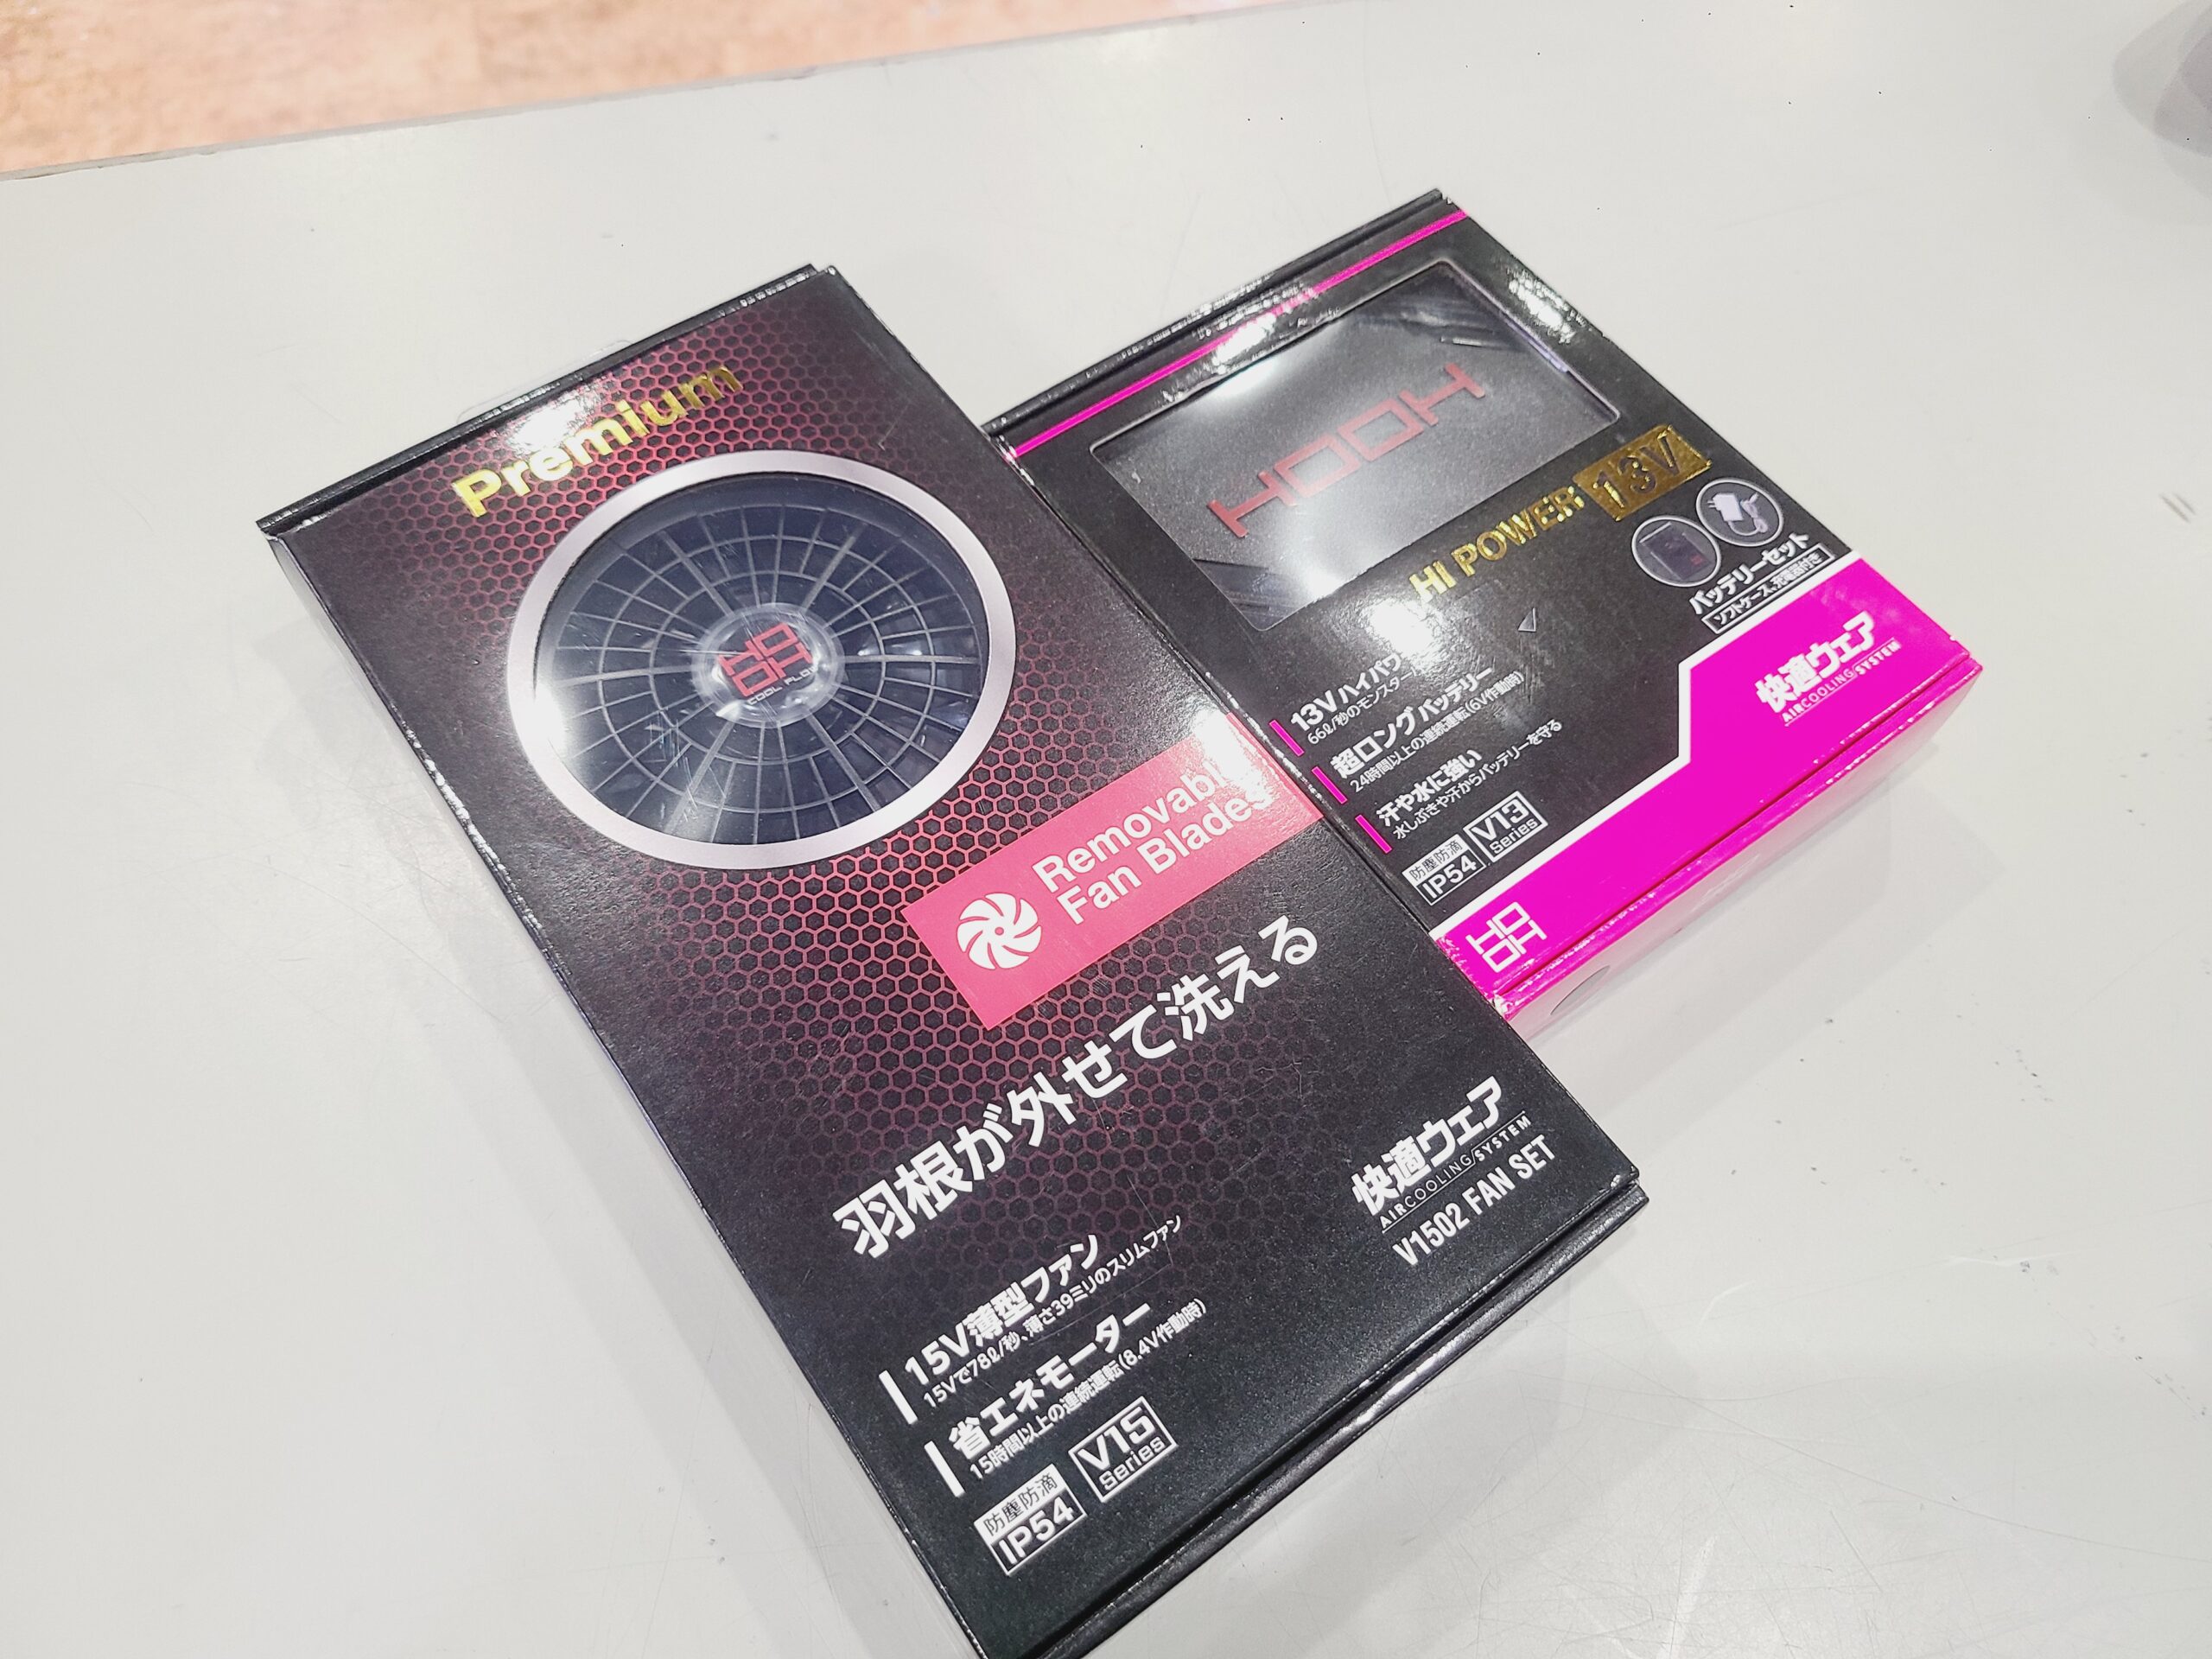 Premium
HOOH
COOL FLO
Removable
Fan Blades
羽根が外せて洗える
快適ウェア
AIRCOOLING SYSTEM
V1502 FAN SET
15V薄型ファン
15Vで78ℓ/秒、薄さ39ミリのスリムファン
省エネモーター
15時間以上の連続運転(8.4V作動時)
防塵防滴
IP54
V15
Series
HOOH
HI POWER 13V
バッテリーセット
ソフトケース、充電器付き
13Vハイパワ
66ℓ/秒のモンスター
超ロングバッテリー
24時間以上の連続運転(6V作動時)
汗や水に強い
水しぶきや汗からバッテリーを守る
防塵防滴
IP54
V13
Series
快適ウェア
AIRCOOLING SYSTEM
HOOH